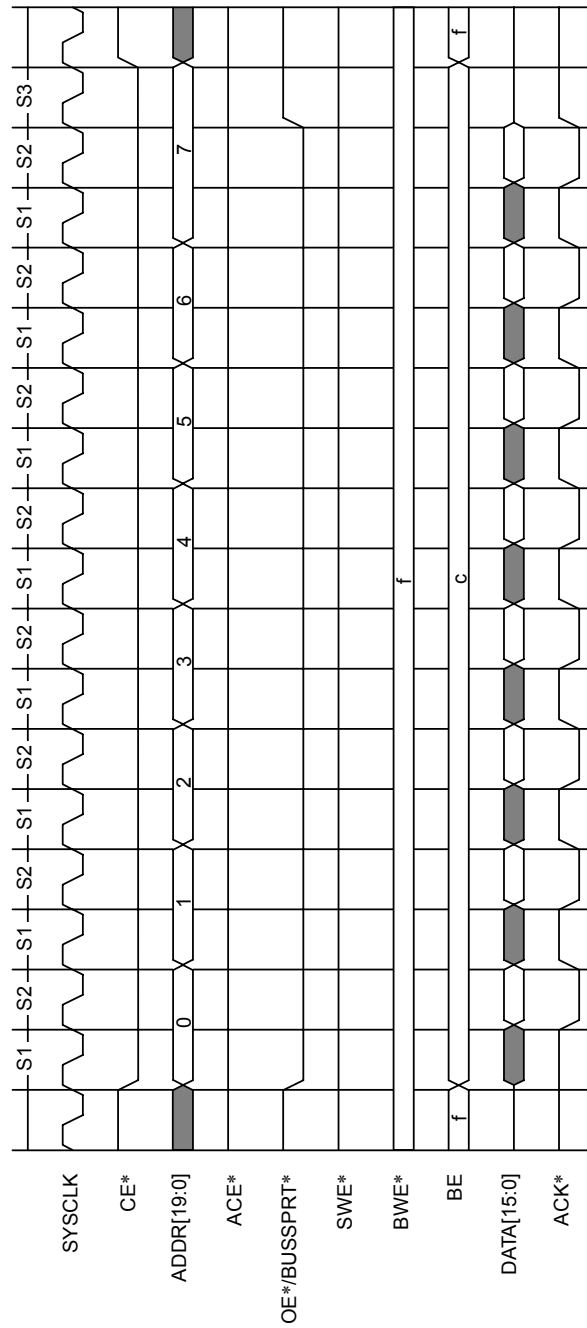 S1 S2 S1 S2 S1 S2 S1 S2 S1 S2 S1 S2 S1 S2 S1 S2 S3
SYSCLK
CE*
ADDR[19:0] 0 1 2 3 4 5 6 7
ACE*
OE*/BUSSPRT*
SWE*
BWE* f
BE f c f
DATA[15:0]
ACK*